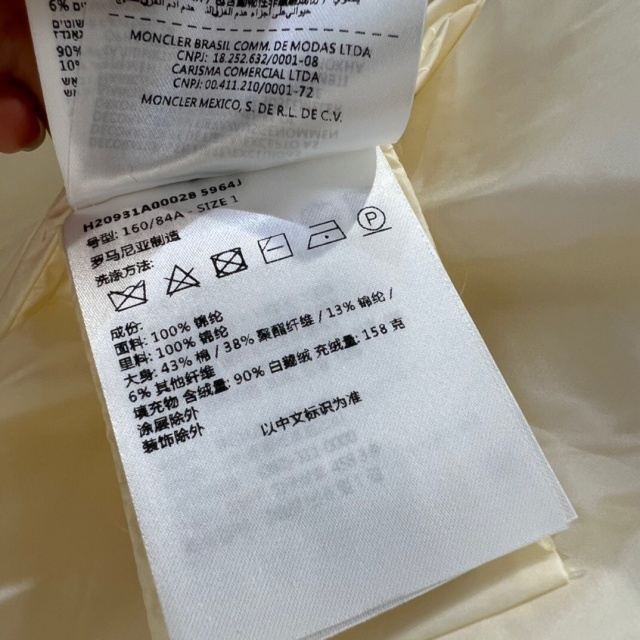 6%
90%
10%
MONCLER BRASIL COMM. DE MODAS LTDA
CNPJ: 18.252.632/0001-08
CARISMA COMERCIAL LTDA
CNPJ: 00.411.210/0001-72
MONCLER MEXICO, S. DE R.L. DE C.V.
H20931A00028 5964J
号型: 160/84A - SIZE 1
罗马尼亚制造
洗涤方法:
P
成份:
面料: 100% 锦纶
里料: 100% 锦纶
大身: 43% 棉 / 38% 聚酯纤维 / 13% 锦纶 /
6% 其他纤维
填充物 含绒量: 90% 白鹅绒 充绒量: 158 克
涂层除外
装饰除外
以中文标识为准